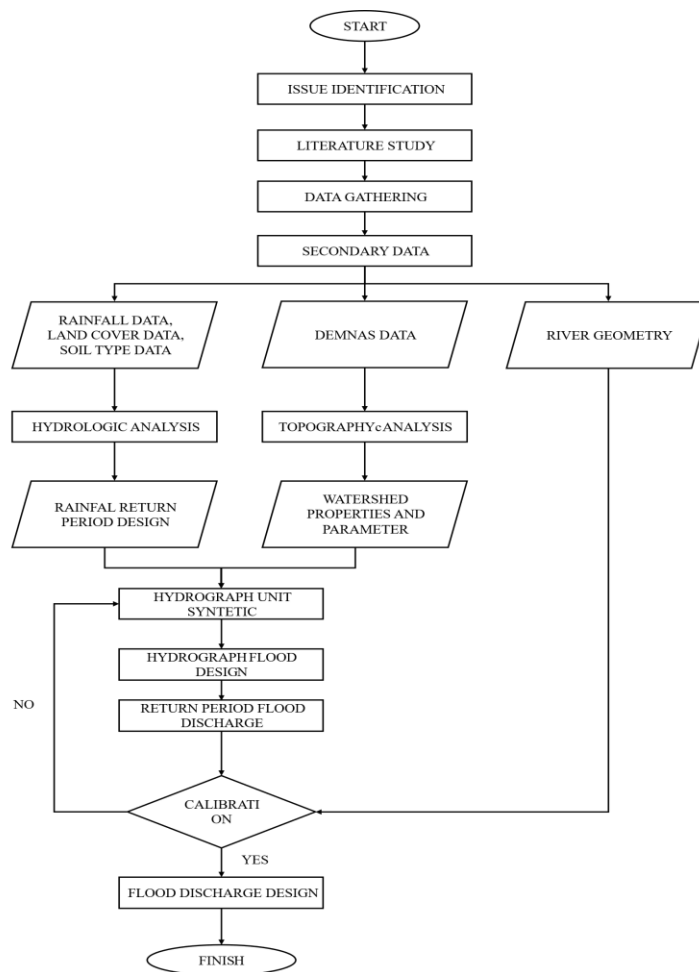 START
ISSUE IDENTIFICATION
LITERATURE STUDY
DATA GATHERING
SECONDARY DATA
RAINFALL DATA,
LAND COVER DATA,
SOIL TYPE DATA
DEMNAS DATA
RIVER GEOMETRY
HYDROLOGIC ANALYSIS
TOPOGRAPHYc ANALYSIS
RAINFAL RETURN
PERIOD DESIGN
WATERSHED
PROPERTIES AND
PARAMETER
HYDROGRAPH UNIT
SYNTETIC
HYDROGRAPH FLOOD
DESIGN
NO
RETURN PERIOD FLOOD
DISCHARGE
CALIBRATI
ON
YES
FLOOD DISCHARGE DESIGN
FINISH